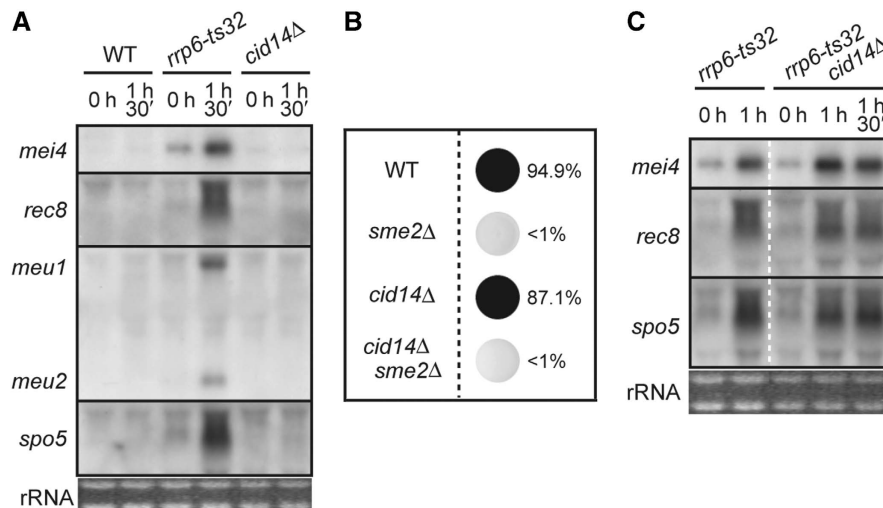 A
WT
rrp6-ts32
cid14Δ
0 h
1 h 30'
0 h
1 h 30'
0 h
1 h 30'
mei4
rec8
meu1
meu2
spo5
rRNA
B
WT
94.9%
sme2Δ
<1%
cid14Δ
87.1%
cid14Δ
sme2Δ
<1%
C
rrp6-ts32
rrp6-ts32
cid14Δ
0 h
1 h
0 h
1 h
1 h 30'
mei4
rec8
spo5
rRNA